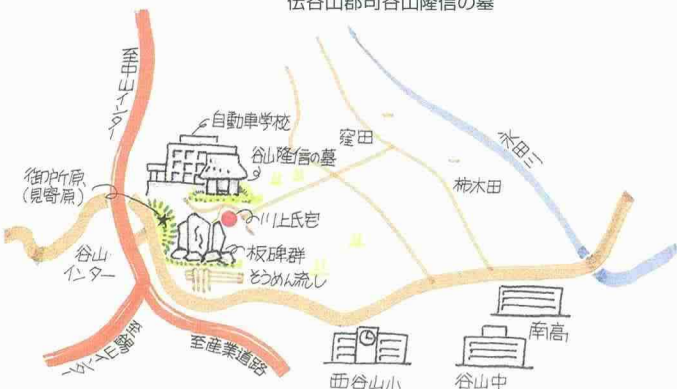 伝谷山郡司谷山隆信の墓
至中山インター
自動車学校
谷山隆信の墓
窪田
永田川
柿木田
御所原
(見寄原)
川上氏宅
板碑群
谷山
インター
そうめん流し
至産業道路
南高
西谷山小
谷山中